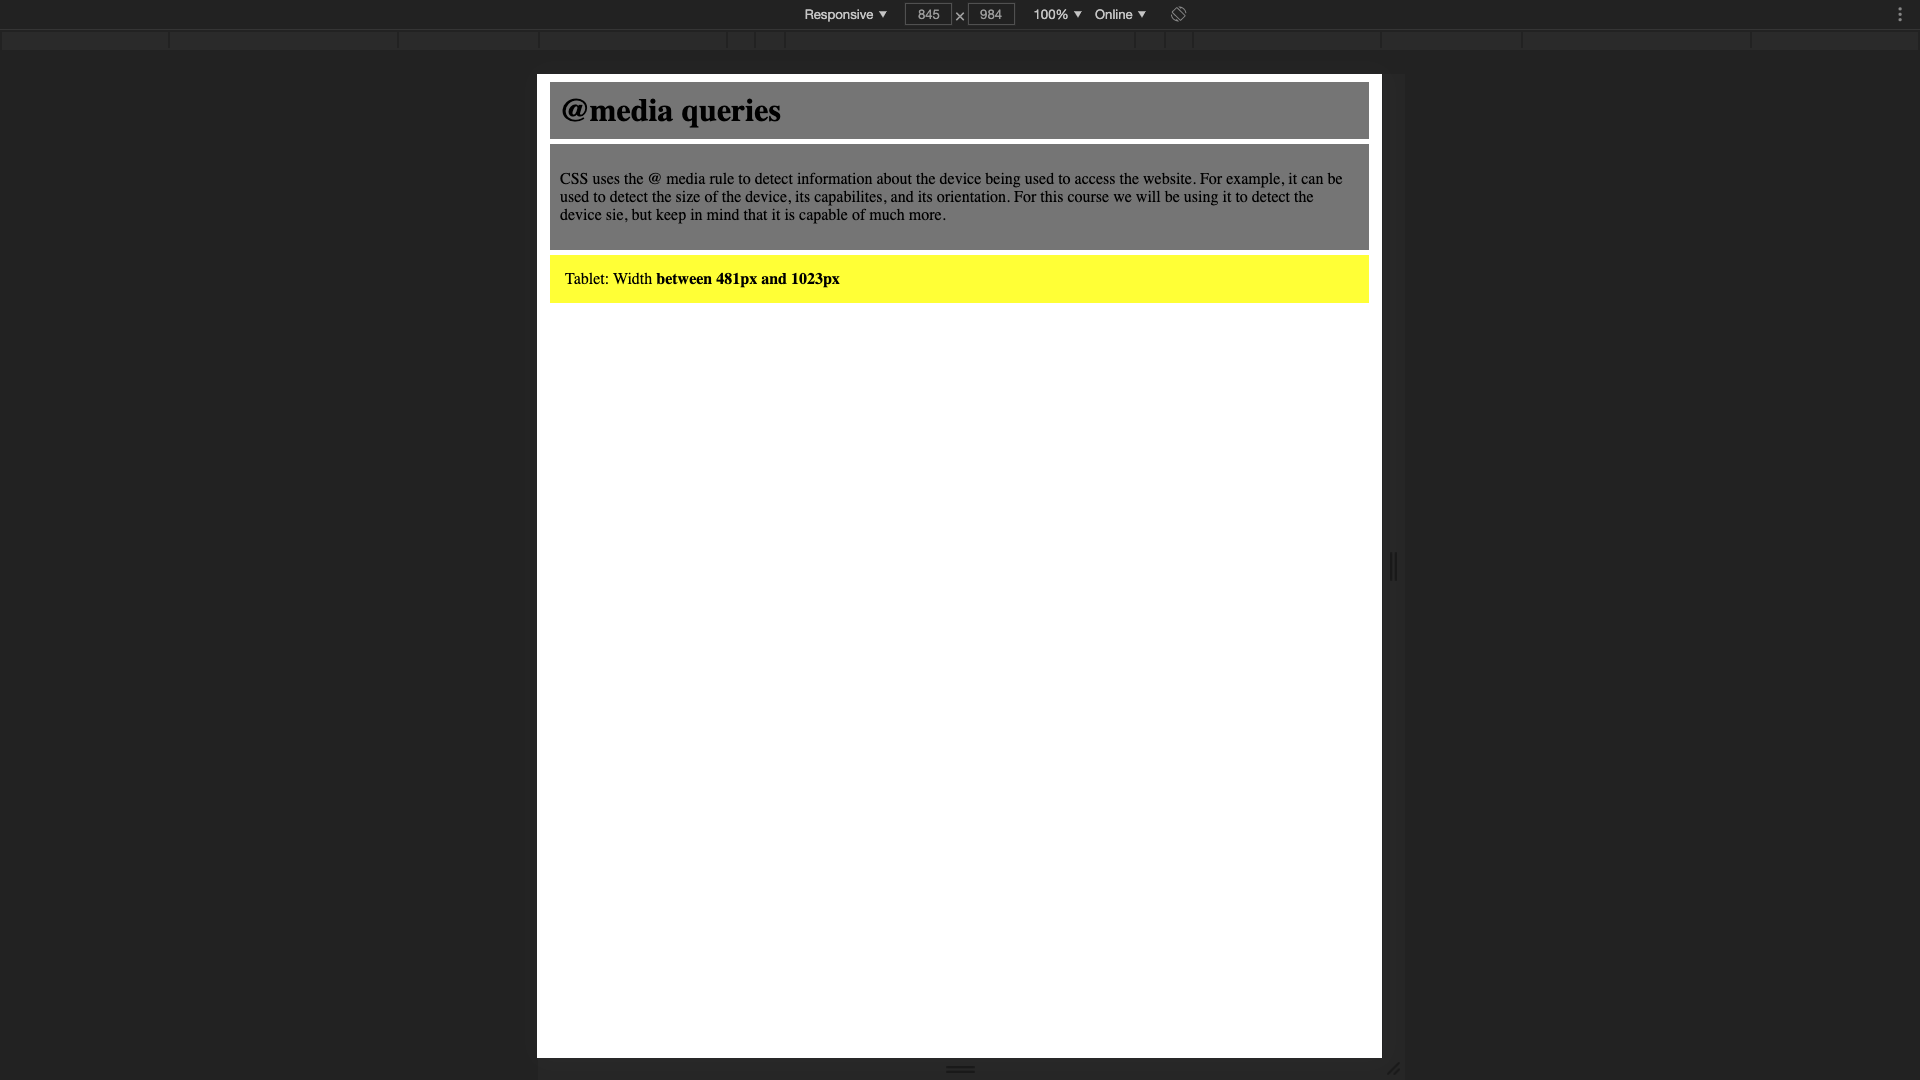 Responsive ▼ 845 × 984 100% ▼ Online ▼
@media queries
CSS uses the @ media rule to detect information about the device being used to access the website. For example, it can be
used to detect the size of the device, its capabilites, and its orientation. For this course we will be using it to detect the
device sie, but keep in mind that it is capable of much more.
Tablet: Width between 481px and 1023px